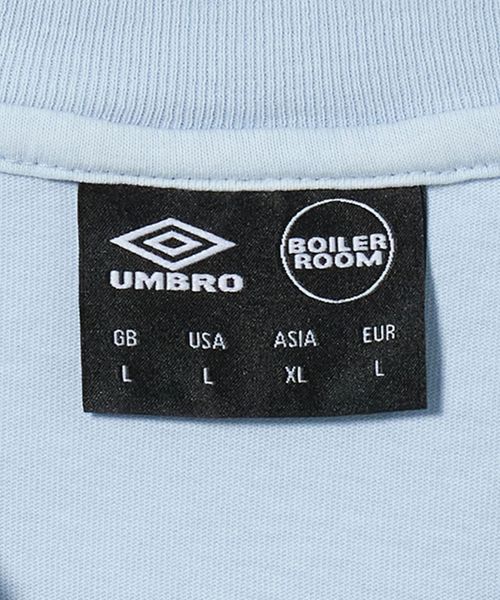 UMBRO
BOILER
ROOM
GB USA ASIA EUR
L L XL L